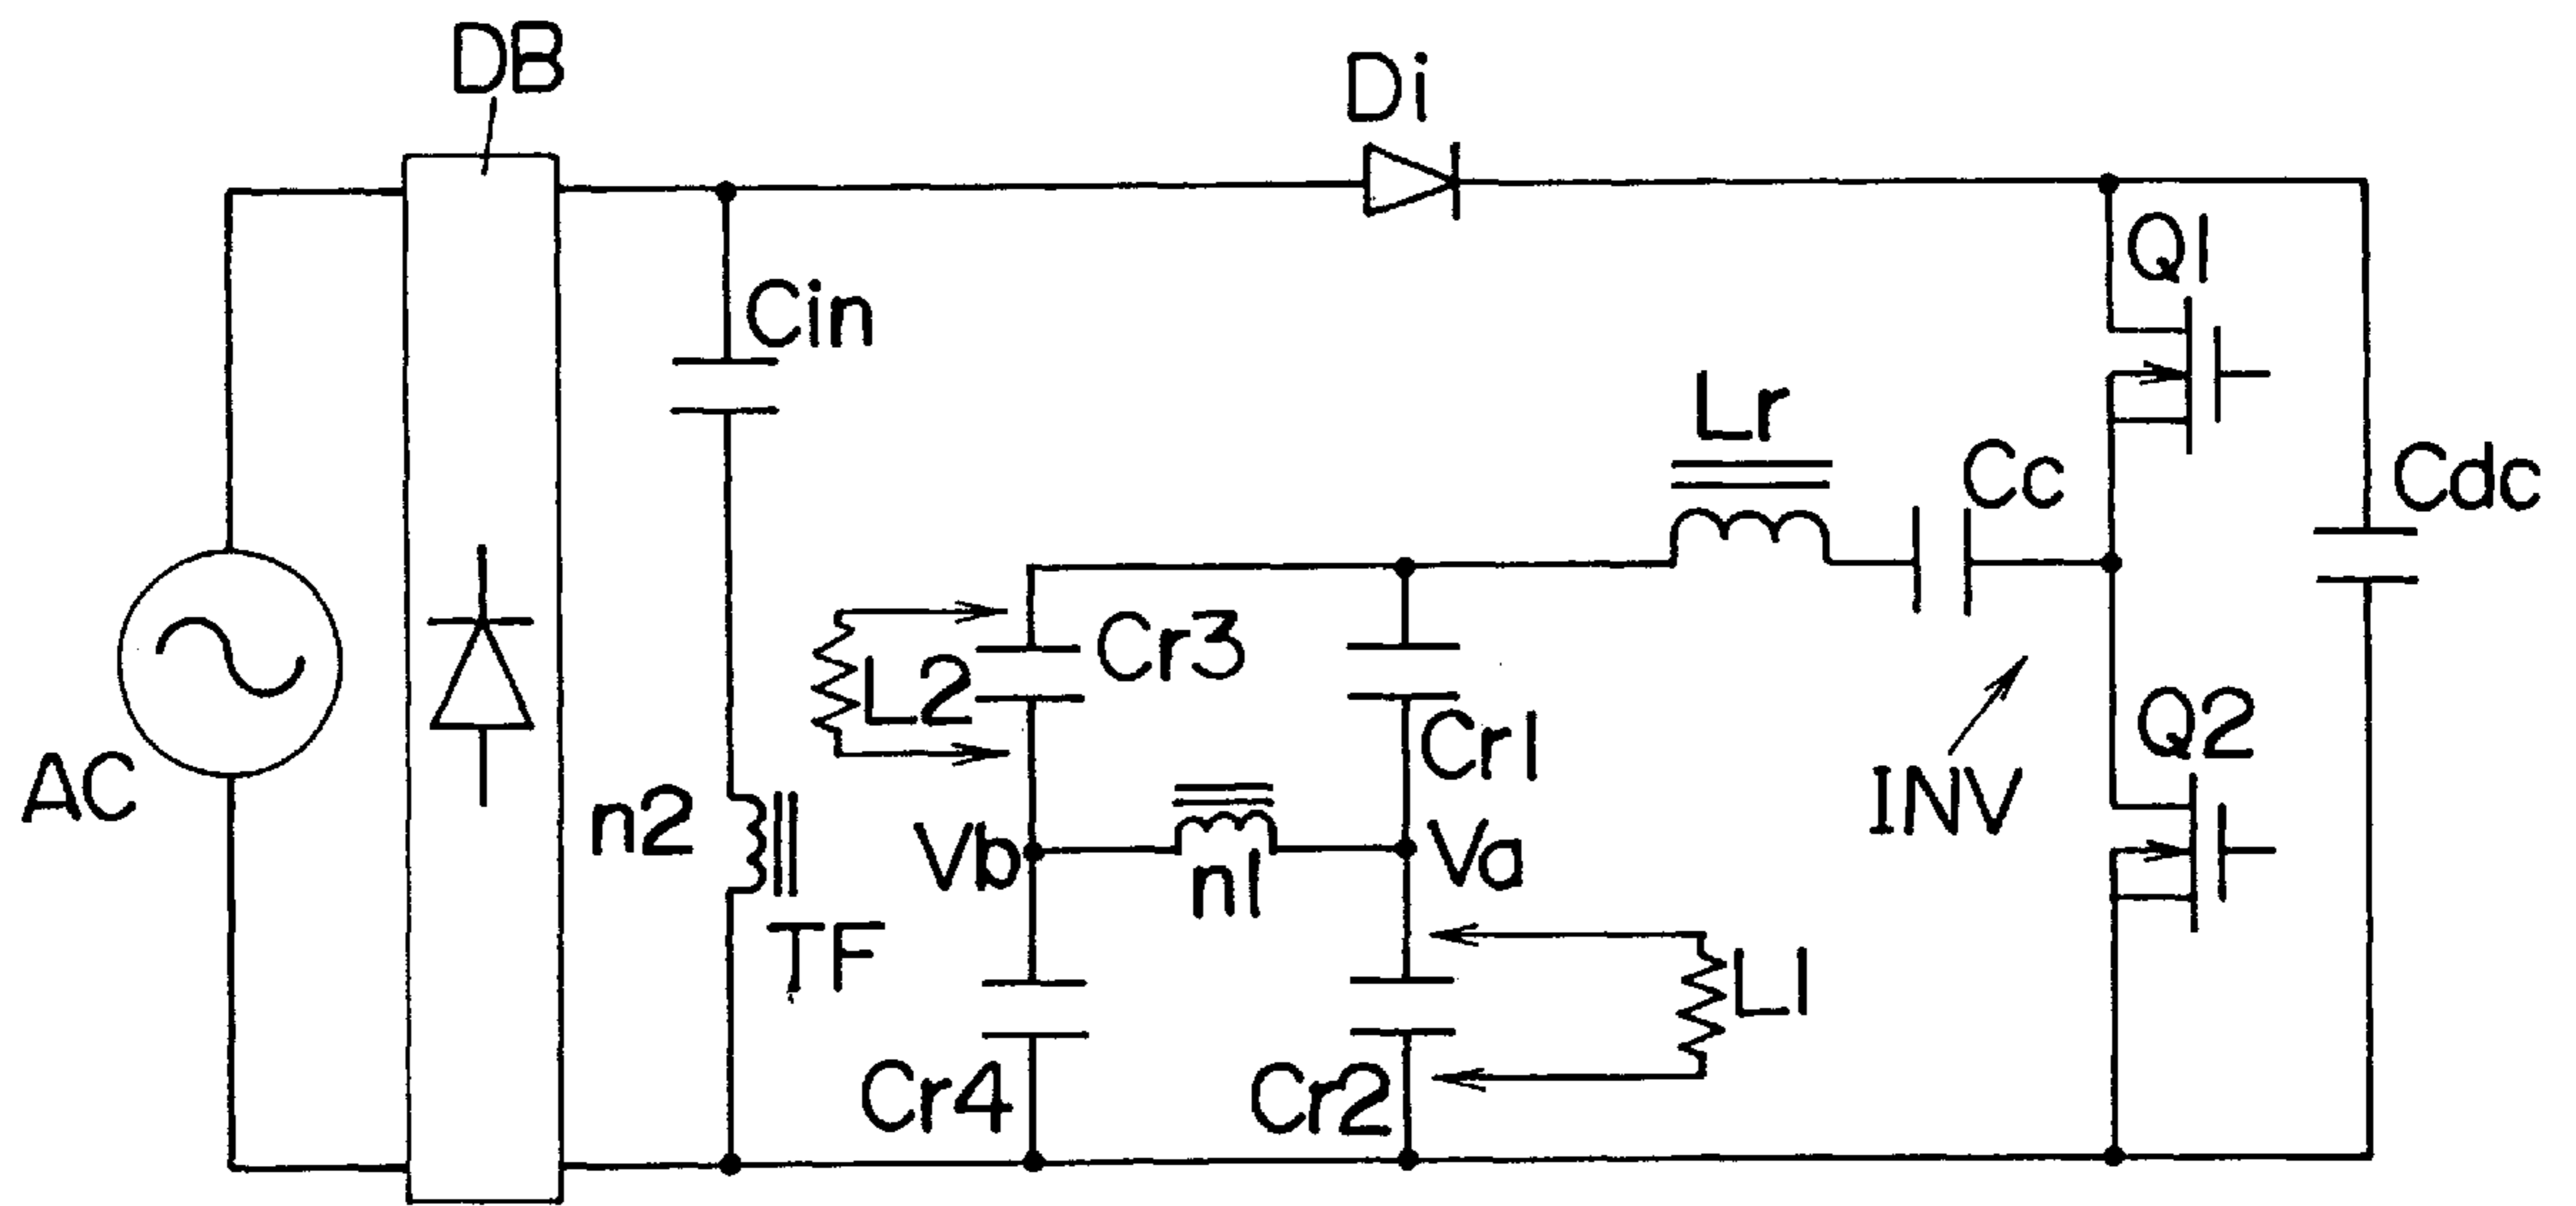 DB
Di
Q1
Cin
Lr
Cc
Cdc
Cr3
L2
Cr1
Q2
AC
n2
Vb
n1
Va
INV
TF
L1
Cr4
Cr2